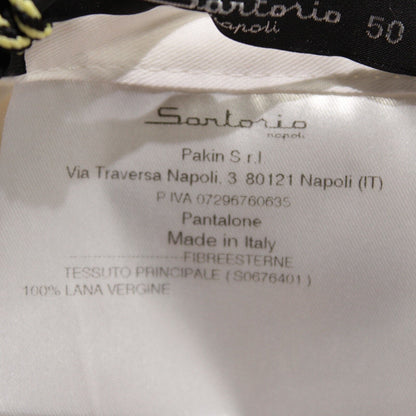 Sartorio 50
napoli
Sartorio
napoli
Pakin S r l
Via Traversa Napoli, 3 80121 Napoli (IT)
P IVA 07296760635
Pantalone
Made in Italy
------------------FIBREESTERNE
TESSUTO PRINCIPALE ( S0676401 )
100% LANA VERGINE